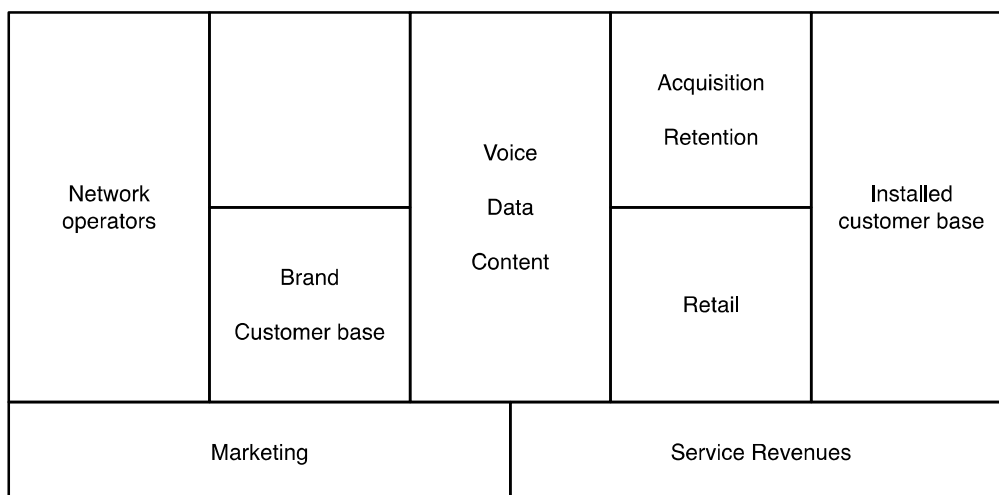 Network
operators
Brand
Customer base
Voice
Data
Content
Acquisition
Retention
Retail
Installed
customer base
Marketing
Service Revenues